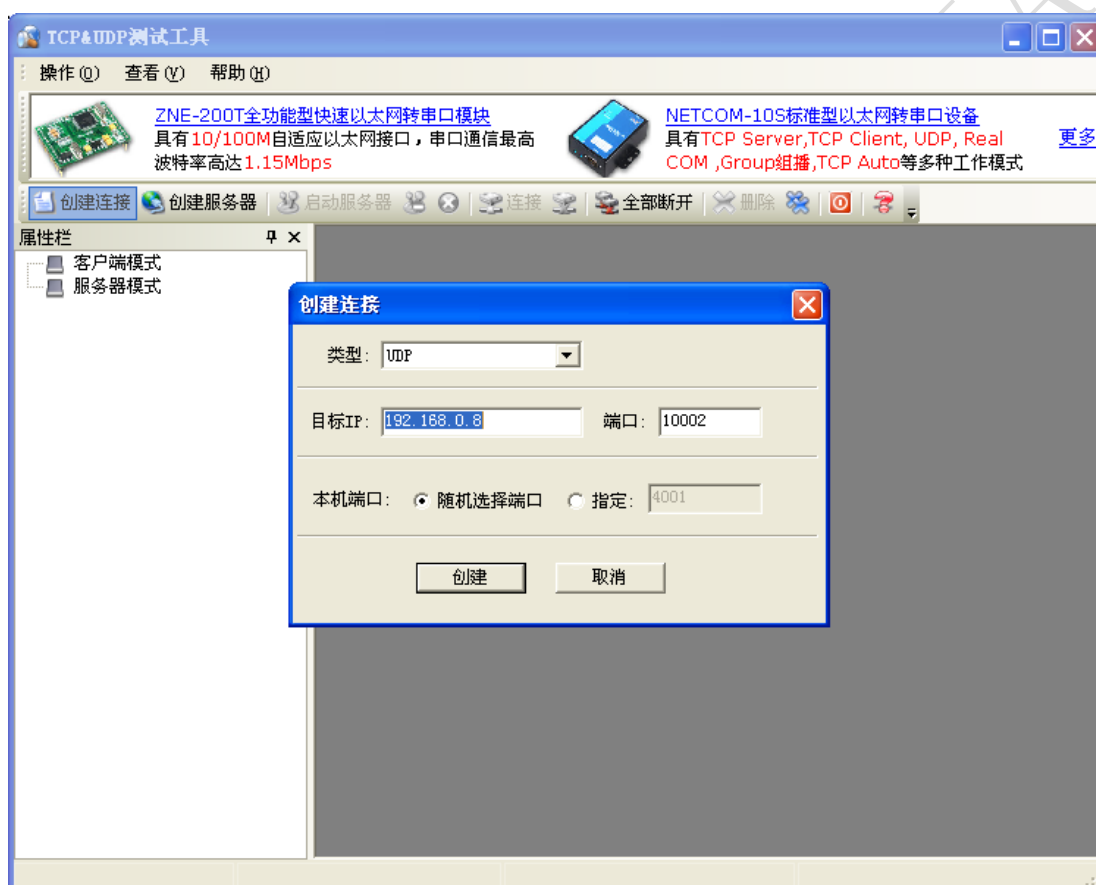 TCP&UDP测试工具
操作(O) 查看(V) 帮助(H)
ZNE-200T全功能型快速以太网转串口模块
具有10/100M自适应以太网接口，串口通信最高
波特率高达1.15Mbps
NETCOM-10S标准型以太网转串口设备
具有TCP Server,TCP Client, UDP, Real
COM ,Group组播,TCP Auto等多种工作模式
更多
创建连接 创建服务器 启动服务器 连接 全部断开 删除
属性栏
客户端模式
服务器模式
创建连接
类型: UDP
目标IP: 192.168.0.8 端口: 10002
本机端口: 随机选择端口 指定: 4001
创建 取消